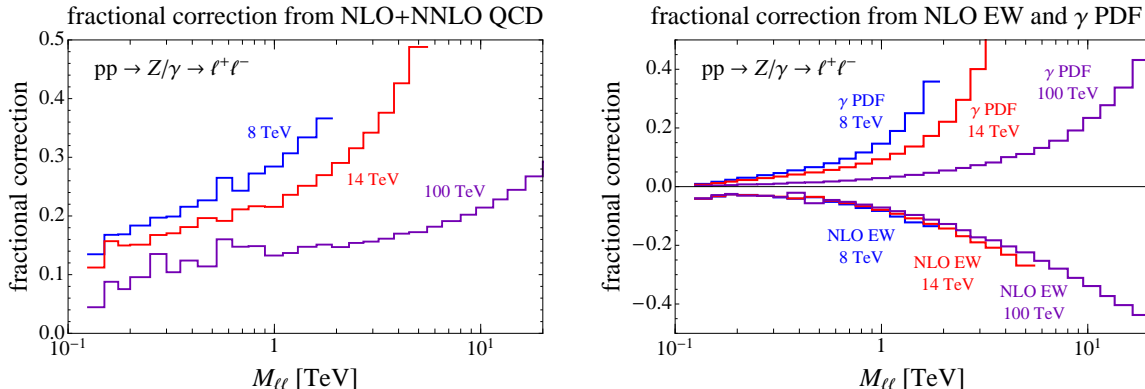 fractional correction from NLO+NNLO QCD
fractional correction
0.5
0.4
0.3
0.2
0.1
0.0
pp → Z/γ → ℓ⁺ℓ⁻
8 TeV
14 TeV
100 TeV
10⁻¹
1
10¹
Mℓℓ [TeV]
fractional correction from NLO EW and γ PDF
fractional correction
0.4
0.2
0.0
−0.2
−0.4
pp → Z/γ → ℓ⁺ℓ⁻
γ PDF
8 TeV
γ PDF
14 TeV
γ PDF
100 TeV
NLO EW
8 TeV
NLO EW
14 TeV
NLO EW
100 TeV
10⁻¹
1
10¹
Mℓℓ [TeV]